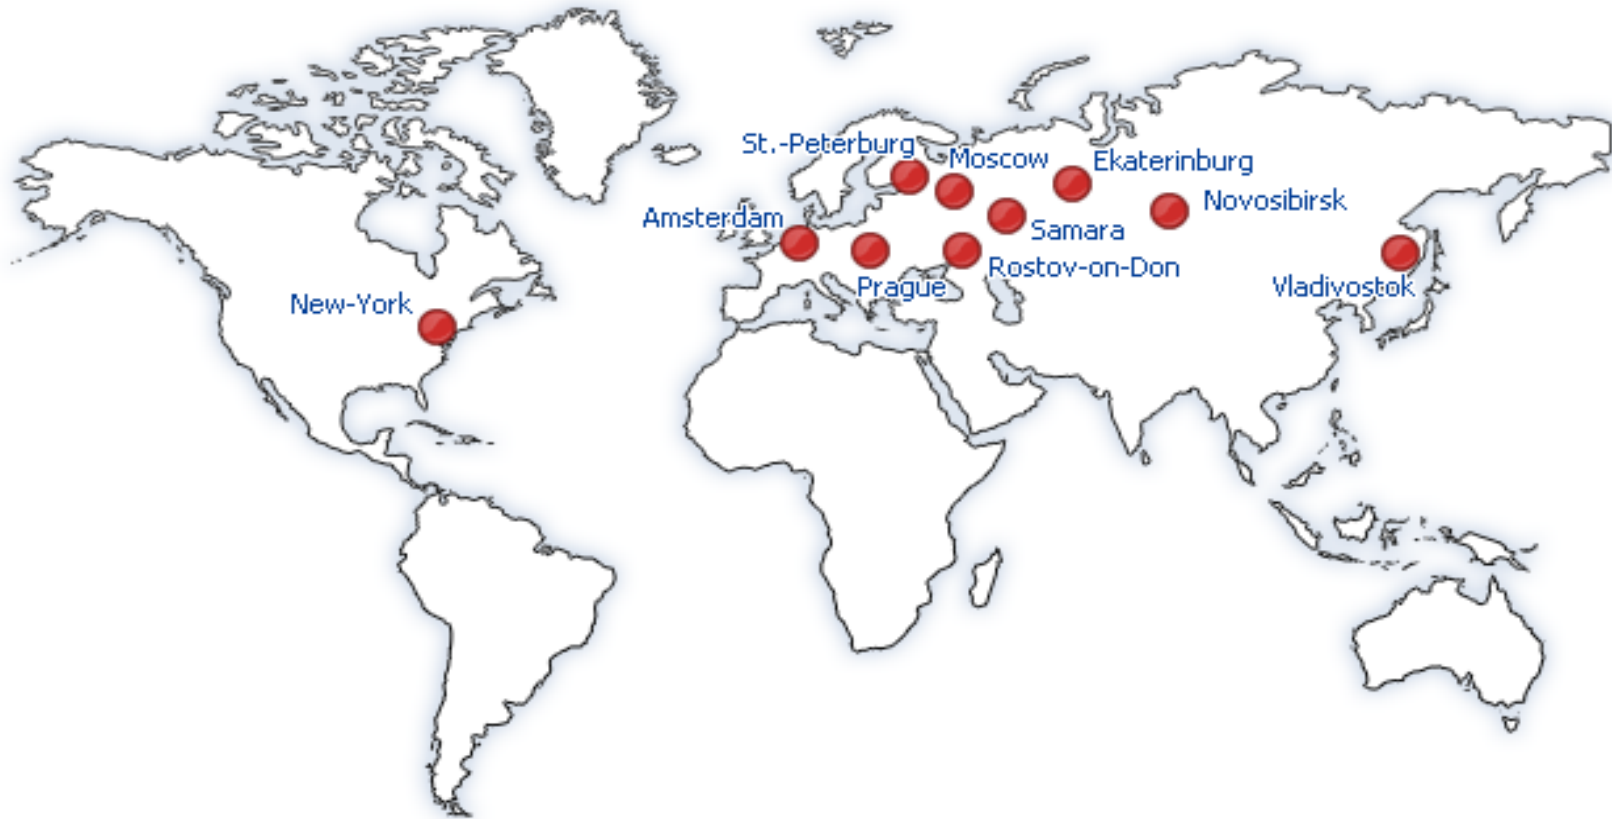 St.-Peterburg
Moscow
Ekaterinburg
Novosibirsk
Amsterdam
Samara
Rostov-on-Don
Prague
Vladivostok
New-York